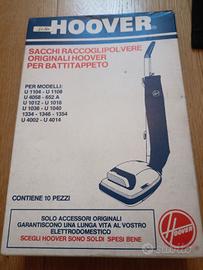 HOOVER
SACCHI RACCOGLIPOLVERE
ORIGINALI HOOVER
PER BATTITAPPETO
PER MODELLI:
U 1104 - U 1108
U 4058 - 652 A
U 1012 - U 1018
U 1036 - U 1040
1334 - 1346 - 1354
U 4002 - U 4014
CONTIENE 10 PEZZI
SOLO ACCESSORI ORIGINALI
GARANTISCONO UNA LUNGA VITA AL VOSTRO
ELETTRODOMESTICO
SCEGLI HOOVER SONO SOLDI SPESI BENE
HOOVER
subito